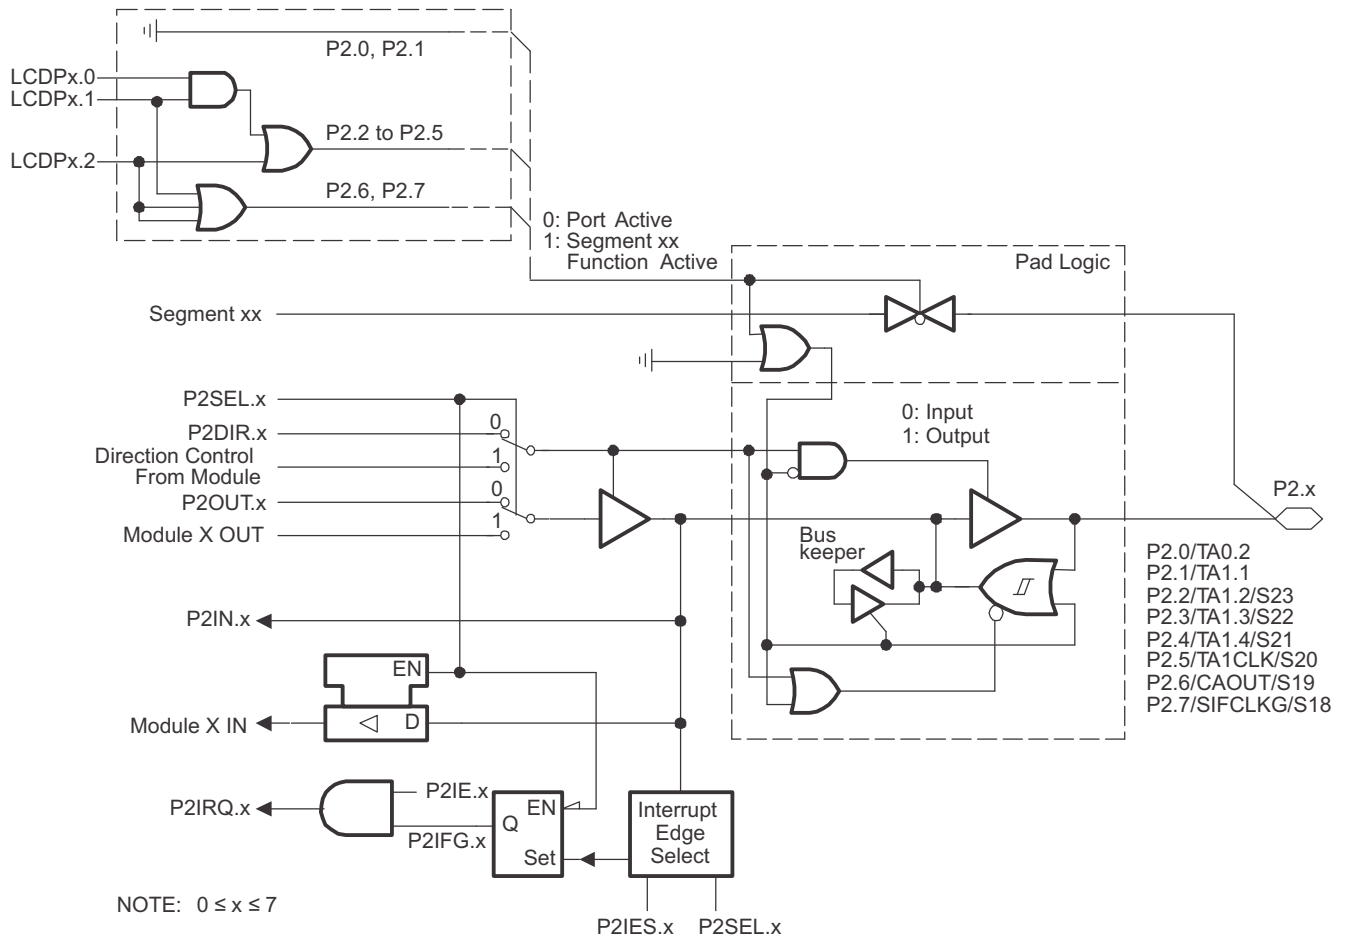 P2.0, P2.1
LCDPx.0
LCDPx.1
P2.2 to P2.5
LCDPx.2
P2.6, P2.7
0: Port Active
1: Segment xx
Function Active
Pad Logic
Segment xx
P2SEL.x
0
P2DIR.x
1
Direction Control
From Module
0
P2OUT.x
1
Module X OUT
0: Input
1: Output
Bus
keeper
P2.x
P2.0/TA0.2
P2.1/TA1.1
P2.2/TA1.2/S23
P2.3/TA1.3/S22
P2.4/TA1.4/S21
P2.5/TA1CLK/S20
P2.6/CAOUT/S19
P2.7/SIFCLKG/S18
P2IN.x
EN
D
Module X IN
P2IRQ.x
P2IE.x
P2IFG.x
EN
Q
Set
Interrupt
Edge
Select
P2IES.x P2SEL.x
NOTE: 0 ≤ x ≤ 7